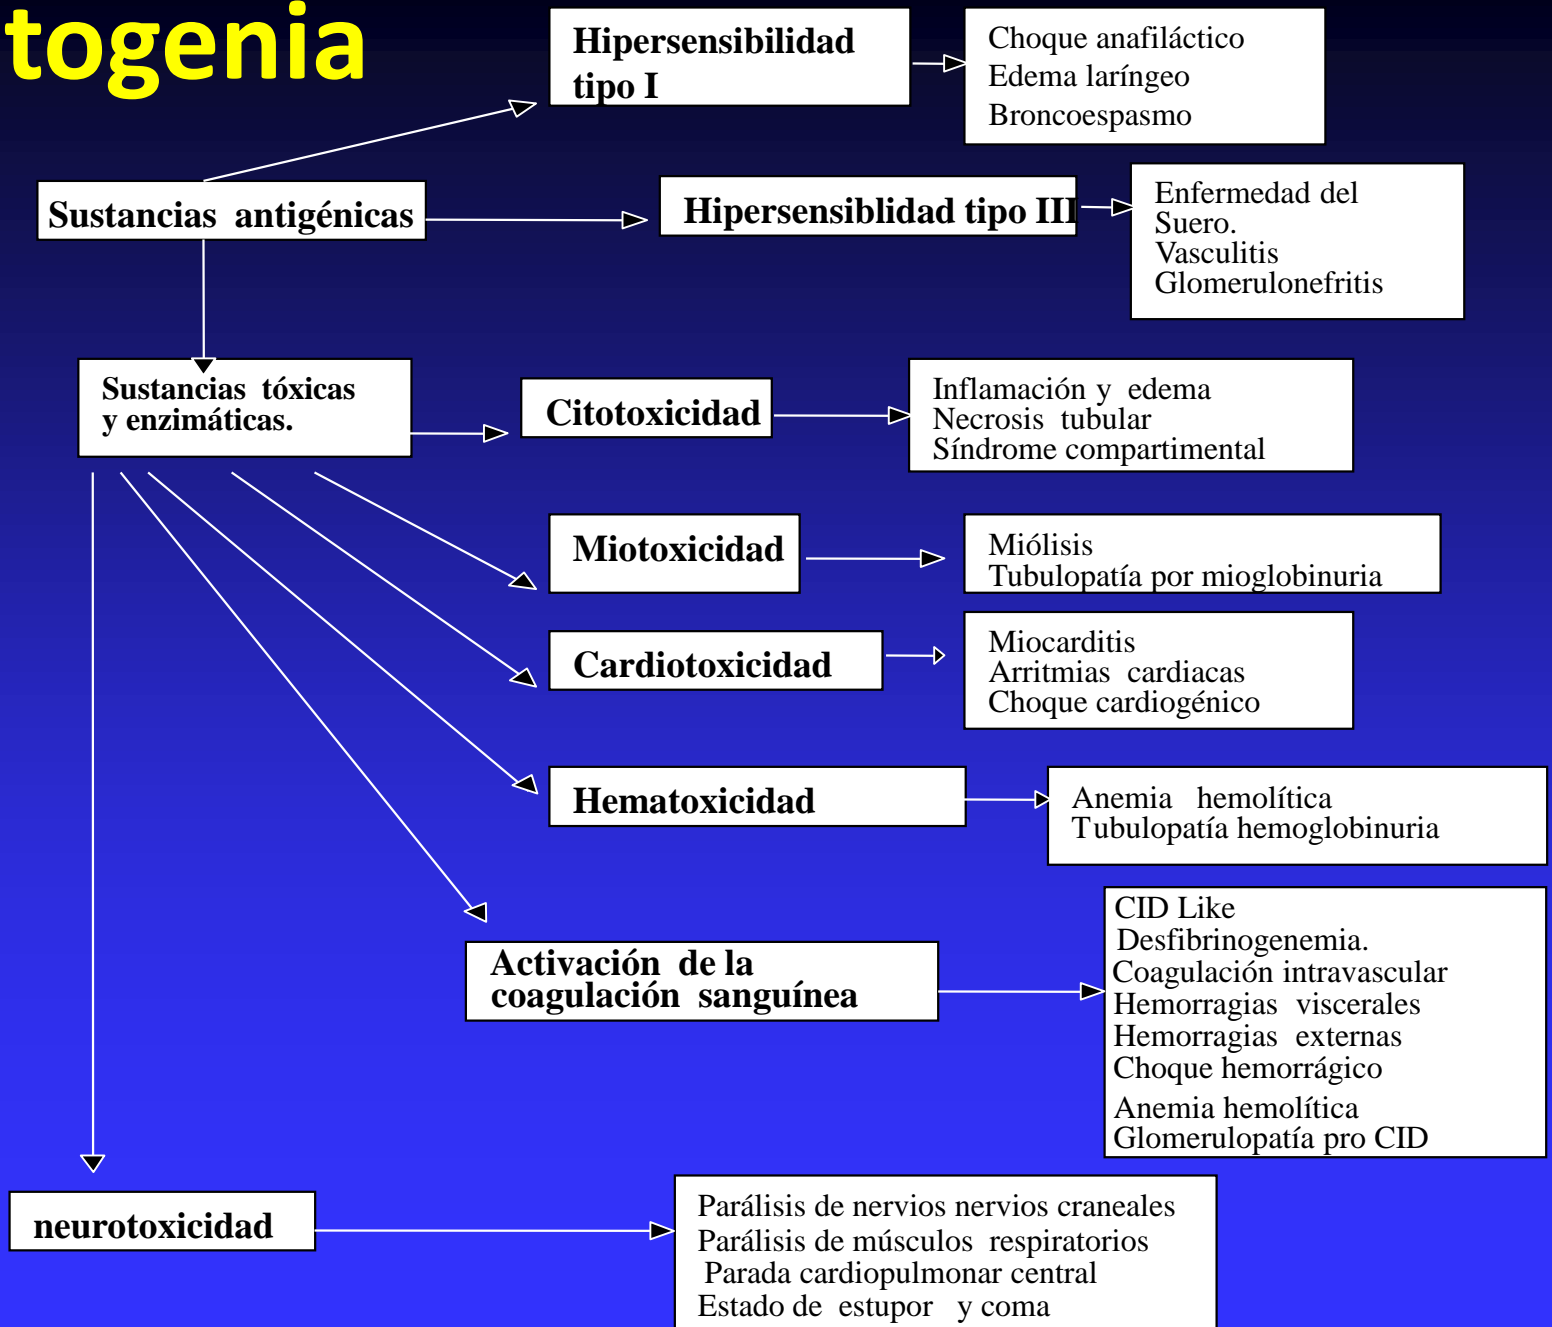 togenia
Hipersensibilidad
tipo I
Choque anafiláctico
Edema laríngeo
Broncoespasmo
Sustancias antigénicas
Hipersensiblidad tipo III
Enfermedad del
Suero.
Vasculitis
Glomerulonefritis
Sustancias tóxicas
y enzimáticas.
Citotoxicidad
Inflamación y edema
Necrosis tubular
Síndrome compartimental
Miotoxicidad
Miólisis
Tubulopatía por mioglobinuria
Cardiotoxicidad
Miocarditis
Arritmias cardiacas
Choque cardiogénico
Hematoxicidad
Anemia hemolítica
Tubulopatía hemoglobinuria
Activación de la
coagulación sanguínea
CID Like
Desfibrinogenemia.
Coagulación intravascular
Hemorragias viscerales
Hemorragias externas
Choque hemorrágico
Anemia hemolítica
Glomerulopatía pro CID
neurotoxicidad
Parálisis de nervios nervios craneales
Parálisis de músculos respiratorios
Parada cardiopulmonar central
Estado de estupor y coma